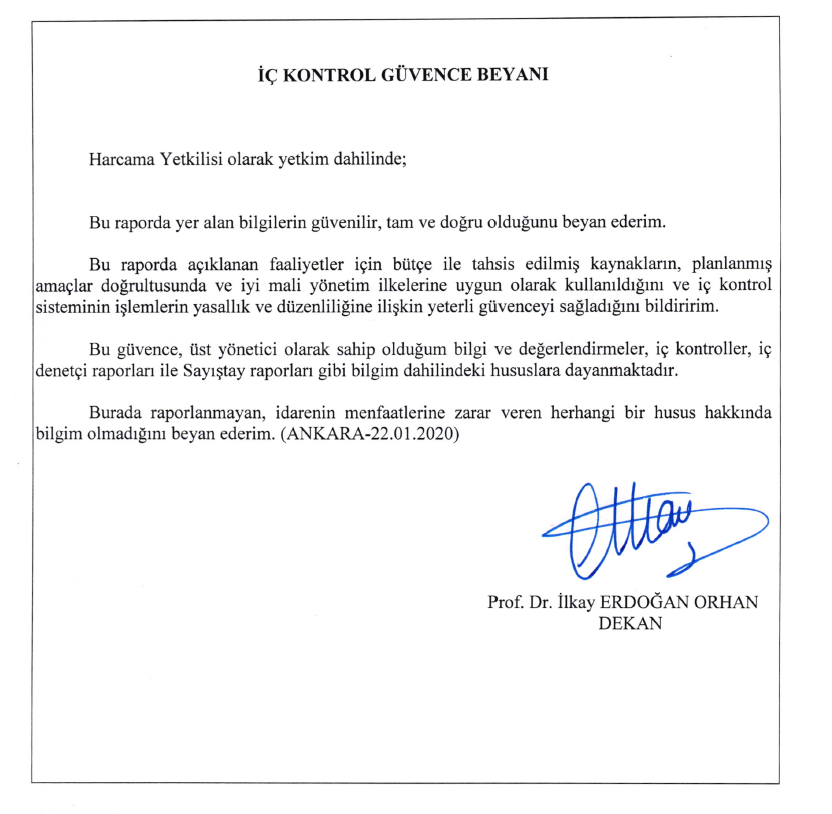 İÇ KONTROL GÜVENCE BEYANI
Harcama Yetkilisi olarak yetkim dahilinde;
Bu raporda yer alan bilgilerin güvenilir, tam ve doğru olduğunu beyan ederim.
Bu raporda açıklanan faaliyetler için bütçe ile tahsis edilmiş kaynakların, planlanmış
amaçlar doğrultusunda ve iyi mali yönetim ilkelerine uygun olarak kullanıldığını ve iç kontrol
sisteminin işlemlerin yasallık ve düzenliliğine ilişkin yeterli güvenceyi sağladığını bildiririm.
Bu güvence, üst yönetici olarak sahip olduğum bilgi ve değerlendirmeler, iç kontroller, iç
denetçi raporları ile Sayıştay raporları gibi bilgim dahilindeki hususlara dayanmaktadır.
Burada raporlanmayan, idarenin menfaatlerine zarar veren herhangi bir husus hakkında
bilgim olmadığını beyan ederim. (ANKARA-22.01.2020)
Prof. Dr. İlkay ERDOĞAN ORHAN
DEKAN